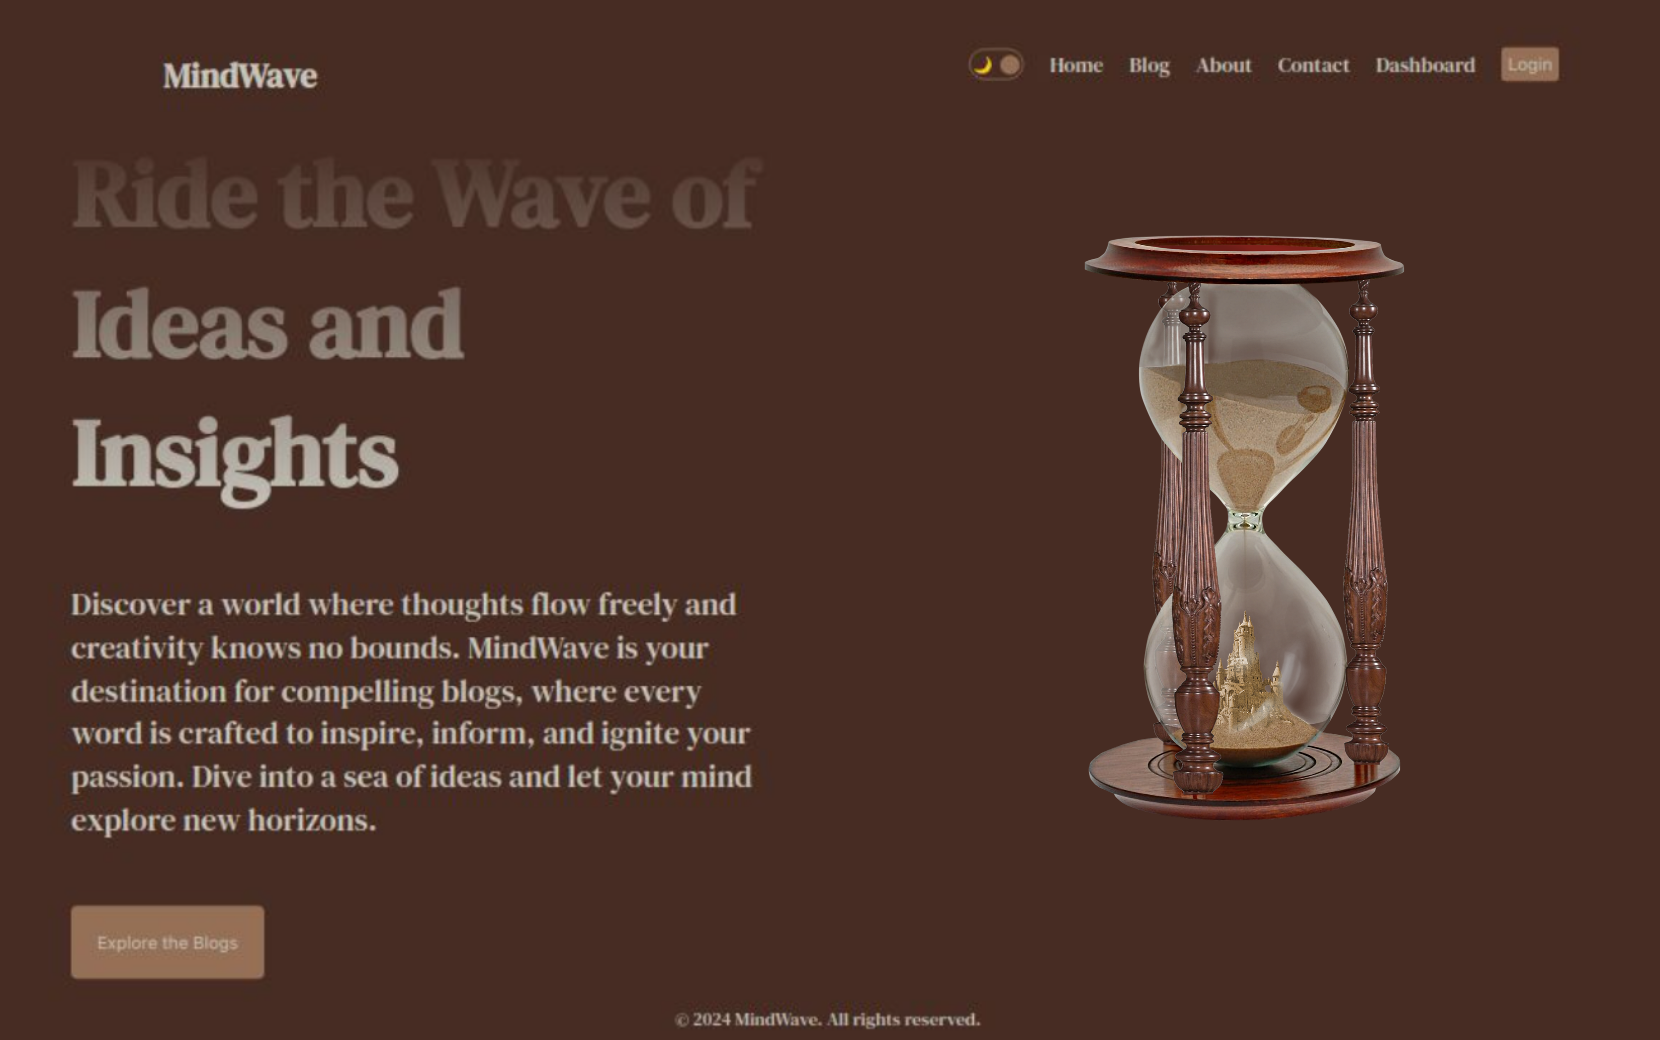 MindWave
Home Blog About Contact Dashboard Login
Ride the Wave of
Ideas and
Insights
Discover a world where thoughts flow freely and
creativity knows no bounds. MindWave is your
destination for compelling blogs, where every
word is crafted to inspire, inform, and ignite your
passion. Dive into a sea of ideas and let your mind
explore new horizons.
Explore the Blogs
© 2024 MindWave. All rights reserved.